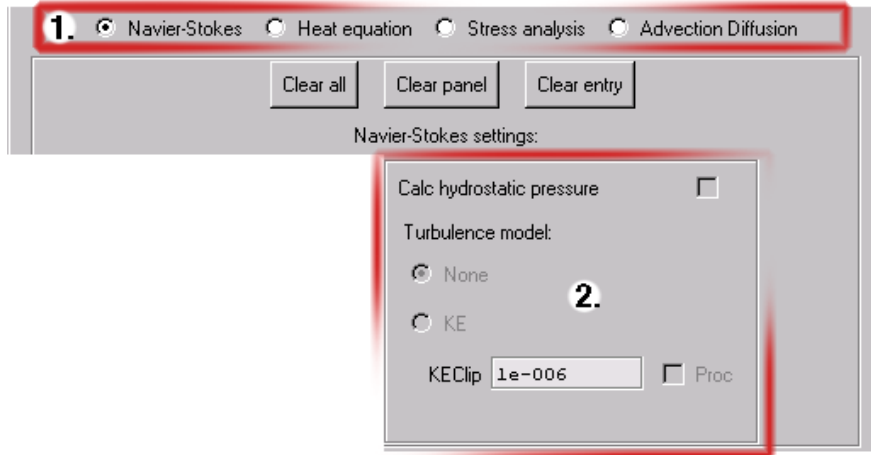 1. Navier-Stokes Heat equation Stress analysis Advection Diffusion
Clear all Clear panel Clear entry
Navier-Stokes settings:
Calc hydrostatic pressure
Turbulence model:
None
2.
KE
KEClip 1e-006 Proc